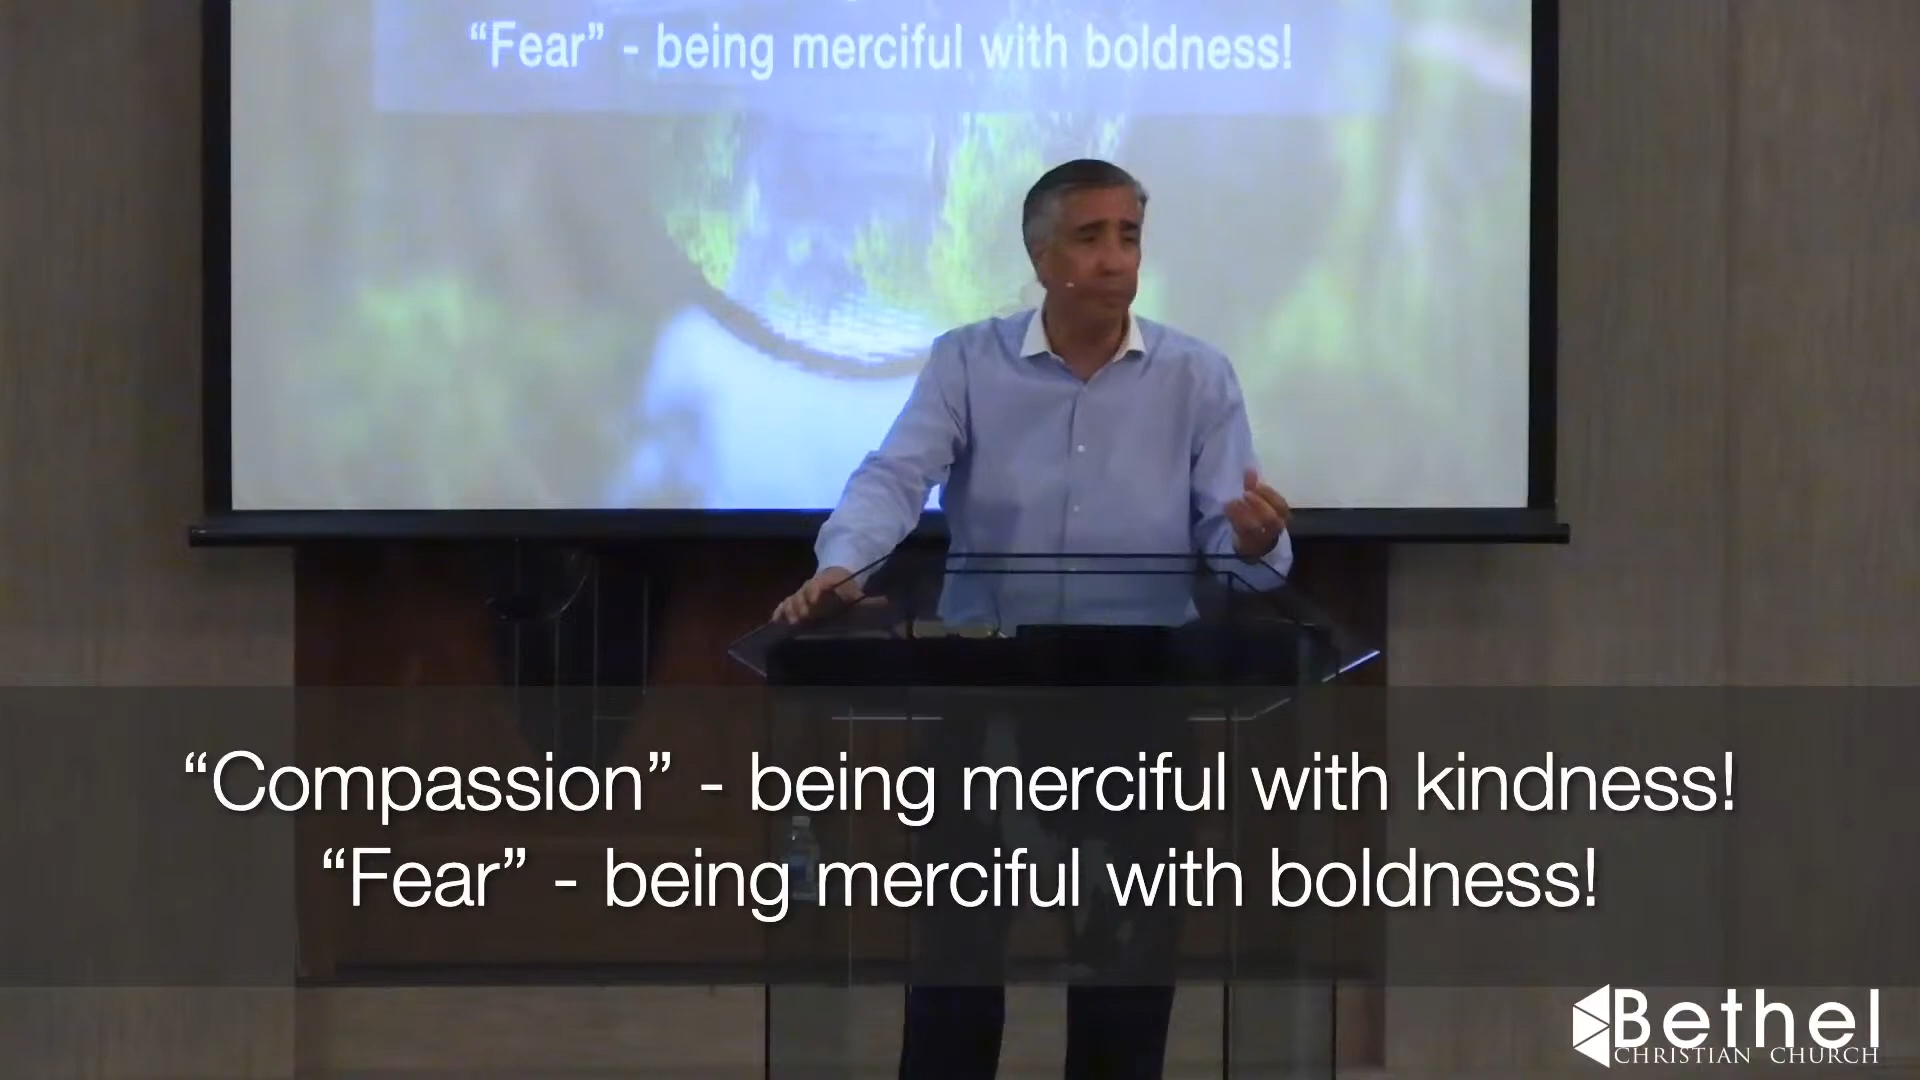 “Fear” - being merciful with boldness!
“Compassion” - being merciful with kindness!
“Fear” - being merciful with boldness!
Bethel
CHRISTIAN CHURCH